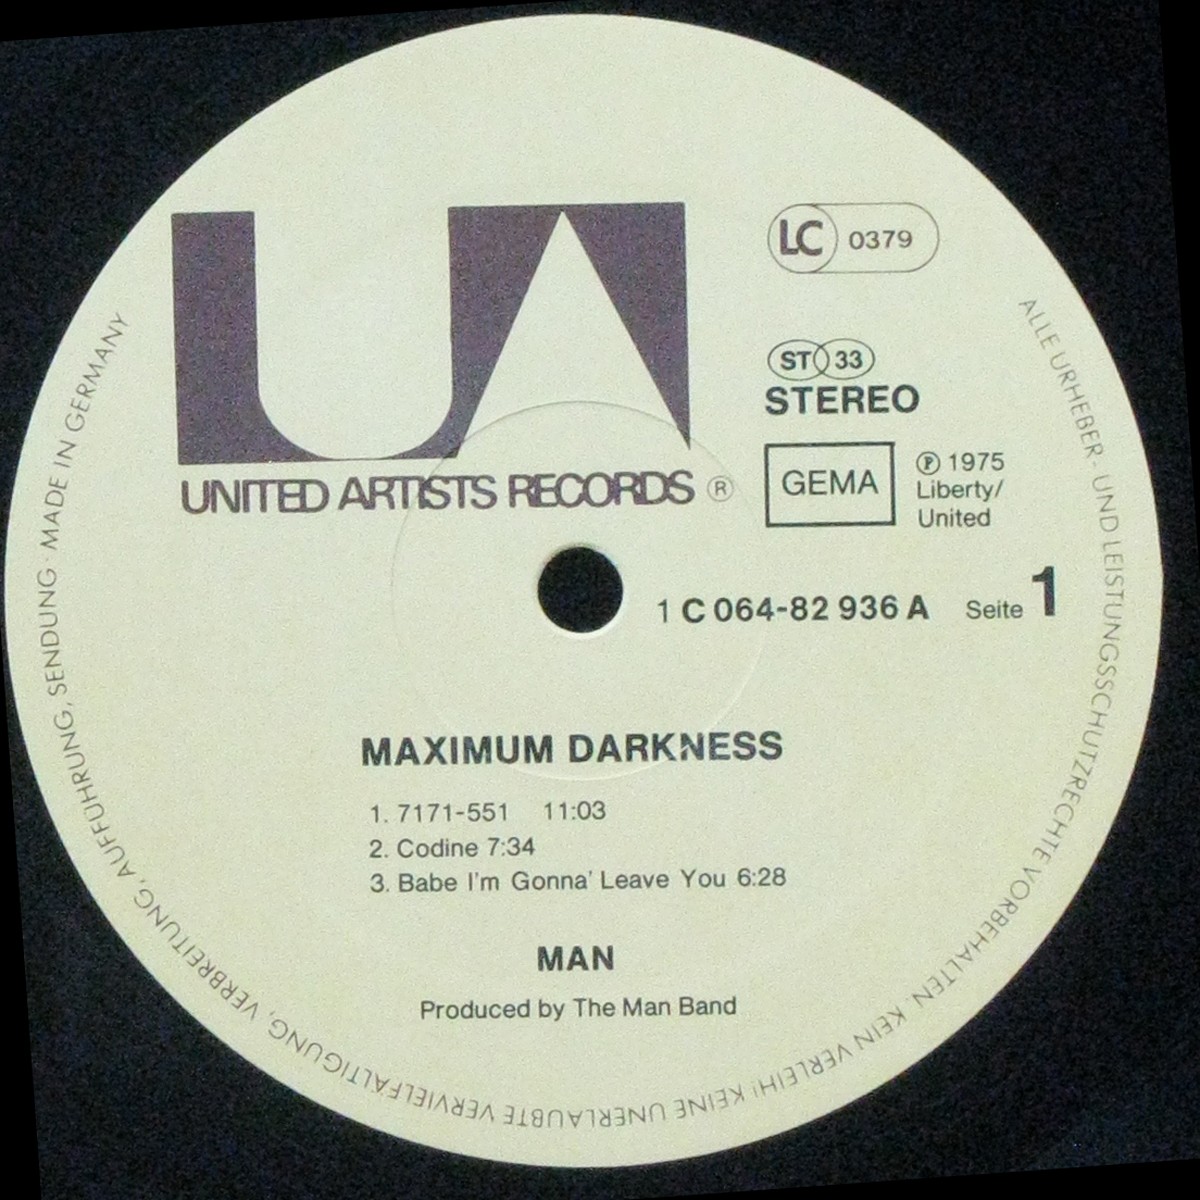 UA
UNITED ARTISTS RECORDS ®
LC 0379
ST 33
STEREO
GEMA
℗ 1975
Liberty/
United
1 C 064-82 936 A Seite 1
MAXIMUM DARKNESS
1. 7171-551 11:03
2. Codine 7:34
3. Babe I'm Gonna' Leave You 6:28
MAN
Produced by The Man Band
ALLE URHEBER- UND LEISTUNGSSCHUTZRECHTE VORBEHALTEN. KEIN VERLEIH! KEINE UNERLAUBTE VERVIELFÄLTIGUNG, VERBREITUNG, AUFFÜHRUNG, SENDUNG · MADE IN GERMANY